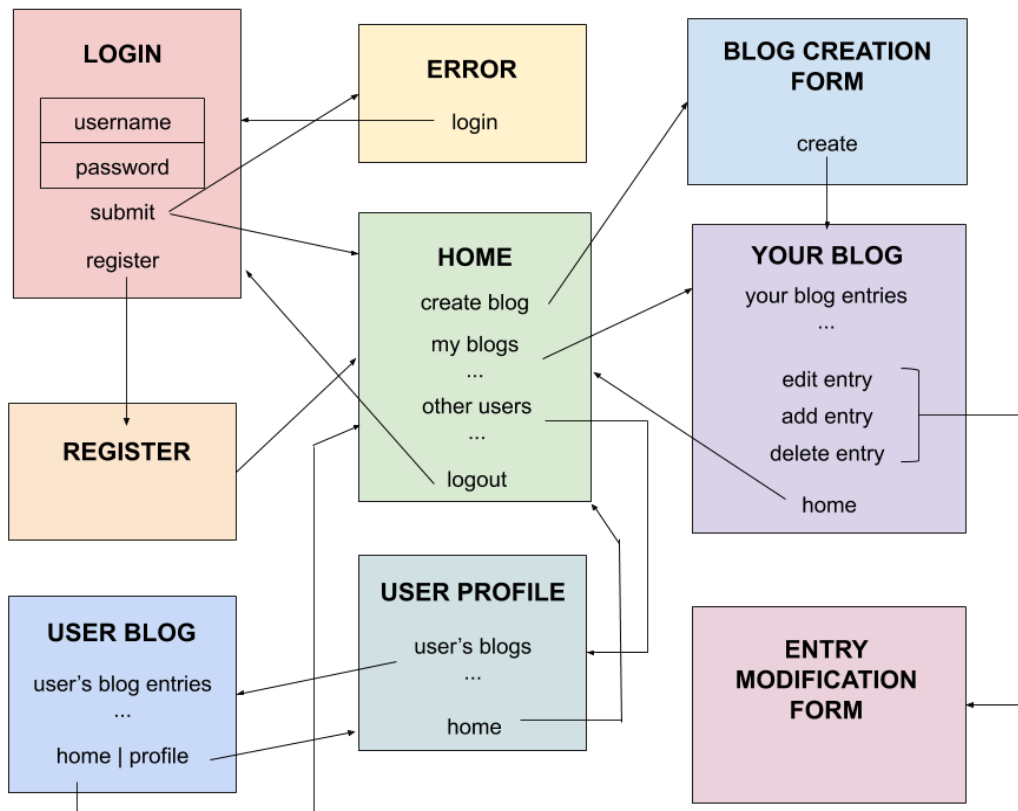 LOGIN
username
password
submit
register
ERROR
login
BLOG CREATION
FORM
create
HOME
create blog
my blogs
...
other users
...
logout
YOUR BLOG
your blog entries
...
edit entry
add entry
delete entry
home
REGISTER
USER BLOG
user’s blog entries
...
home | profile
USER PROFILE
user’s blogs
...
home
ENTRY
MODIFICATION
FORM